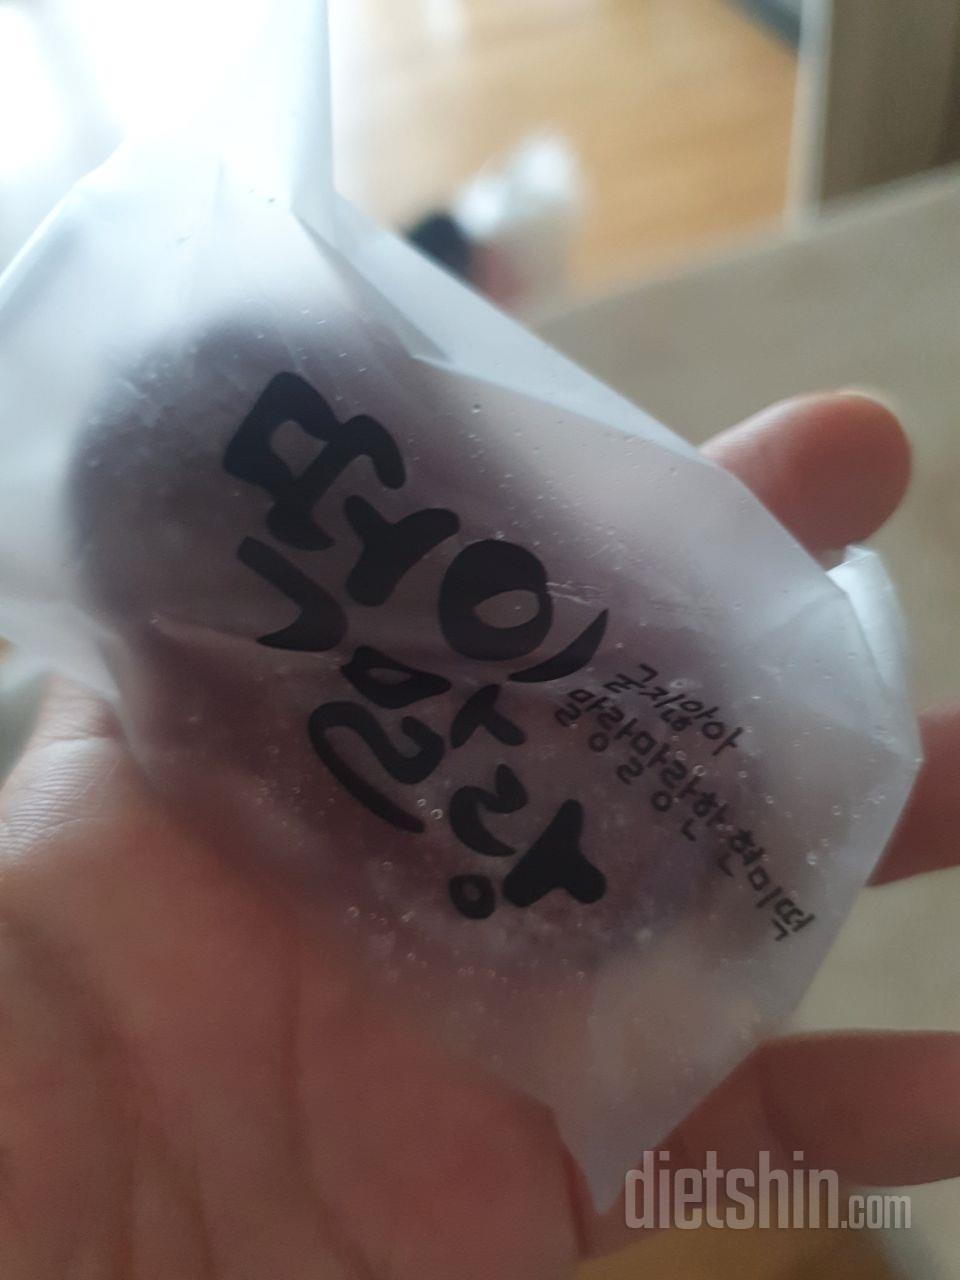 떡이
말랑
굳지않아
말랑말랑한 현미떡
dietshin.com